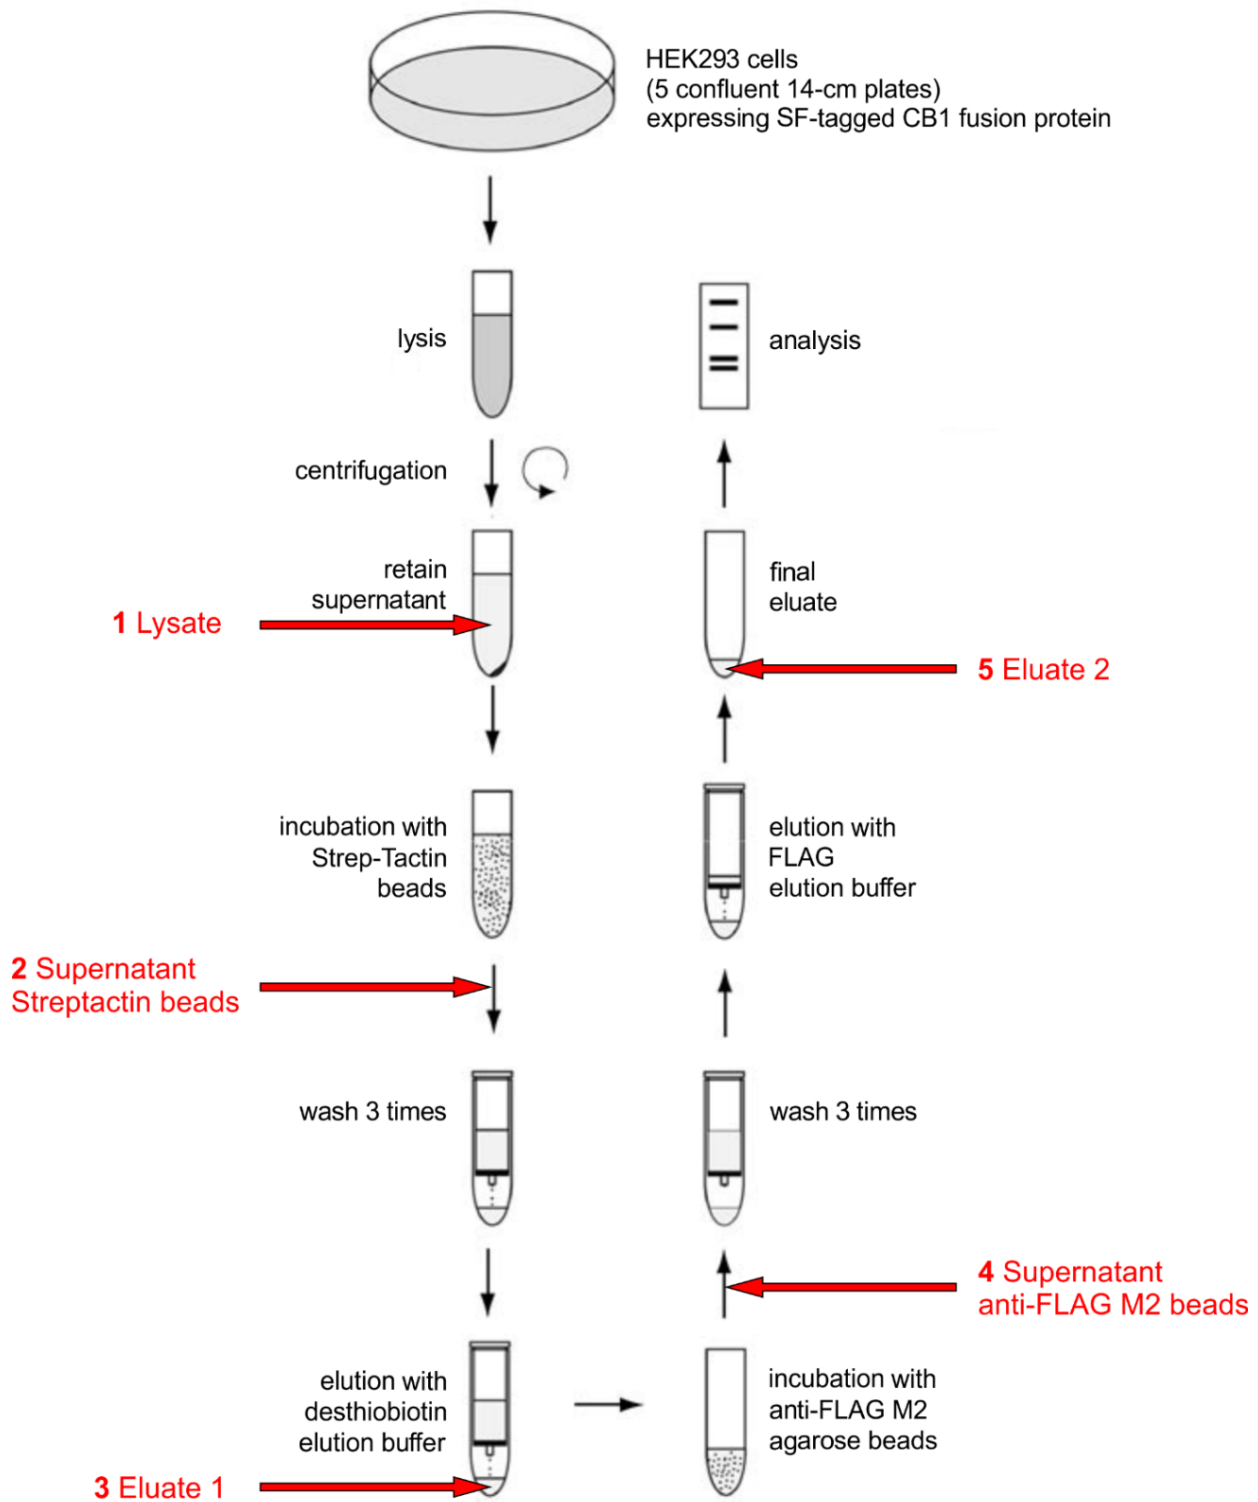 HEK293 cells
(5 confluent 14-cm plates)
expressing SF-tagged CB1 fusion protein
lysis
centrifugation
retain
supernatant
1 Lysate
incubation with
Strep-Tactin
beads
2 Supernatant
Streptactin beads
wash 3 times
elution with
desthiobiotin
elution buffer
3 Eluate 1
incubation with
anti-FLAG M2
agarose beads
4 Supernatant
anti-FLAG M2 beads
wash 3 times
elution with
FLAG
elution buffer
5 Eluate 2
final
eluate
analysis